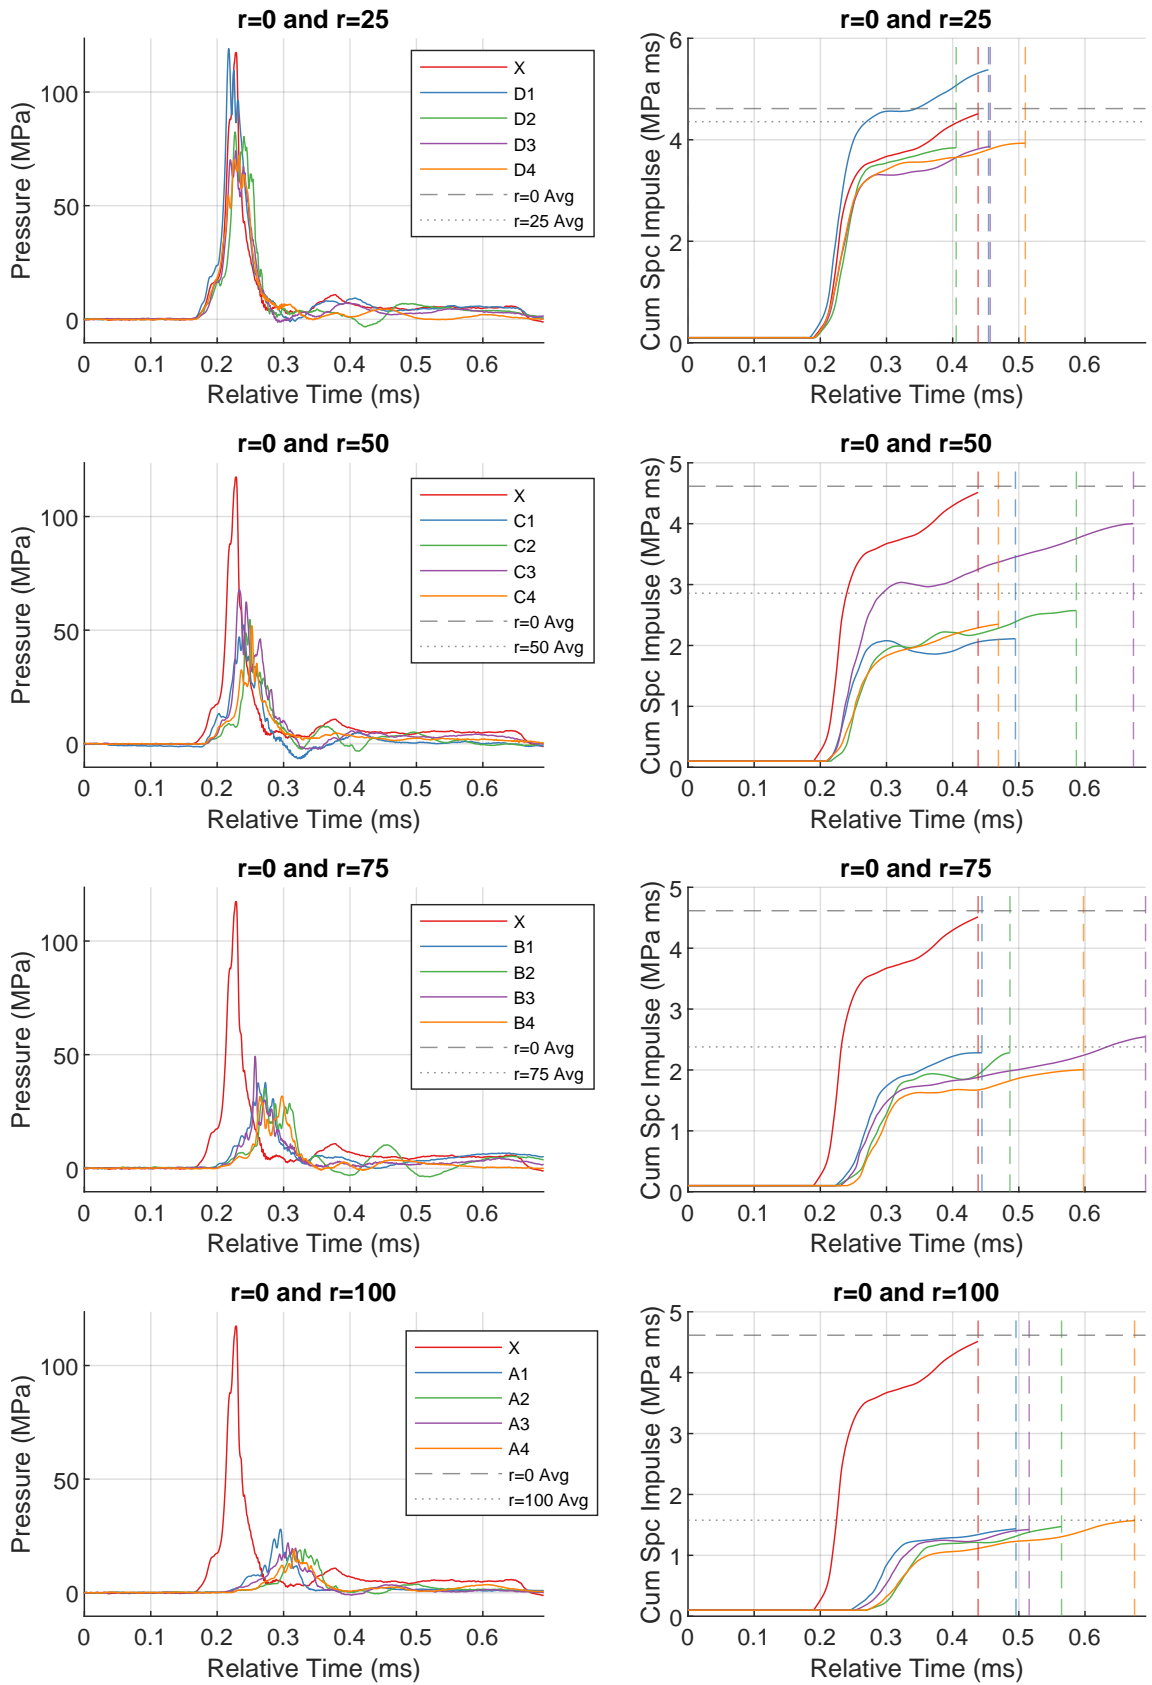 r=0 and r=25
Pressure (MPa)
100
50
0
X
D1
D2
D3
D4
r=0 Avg
r=25 Avg
0 0.1 0.2 0.3 0.4 0.5 0.6
Relative Time (ms)
r=0 and r=25
Cum Spc Impulse (MPa ms)
6
4
2
0
0 0.1 0.2 0.3 0.4 0.5 0.6
Relative Time (ms)
r=0 and r=50
Pressure (MPa)
100
50
0
X
C1
C2
C3
C4
r=0 Avg
r=50 Avg
0 0.1 0.2 0.3 0.4 0.5 0.6
Relative Time (ms)
r=0 and r=50
Cum Spc Impulse (MPa ms)
5
4
3
2
1
0
0 0.1 0.2 0.3 0.4 0.5 0.6
Relative Time (ms)
r=0 and r=75
Pressure (MPa)
100
50
0
X
B1
B2
B3
B4
r=0 Avg
r=75 Avg
0 0.1 0.2 0.3 0.4 0.5 0.6
Relative Time (ms)
r=0 and r=75
Cum Spc Impulse (MPa ms)
5
4
3
2
1
0
0 0.1 0.2 0.3 0.4 0.5 0.6
Relative Time (ms)
r=0 and r=100
Pressure (MPa)
100
50
0
X
A1
A2
A3
A4
r=0 Avg
r=100 Avg
0 0.1 0.2 0.3 0.4 0.5 0.6
Relative Time (ms)
r=0 and r=100
Cum Spc Impulse (MPa ms)
5
4
3
2
1
0
0 0.1 0.2 0.3 0.4 0.5 0.6
Relative Time (ms)